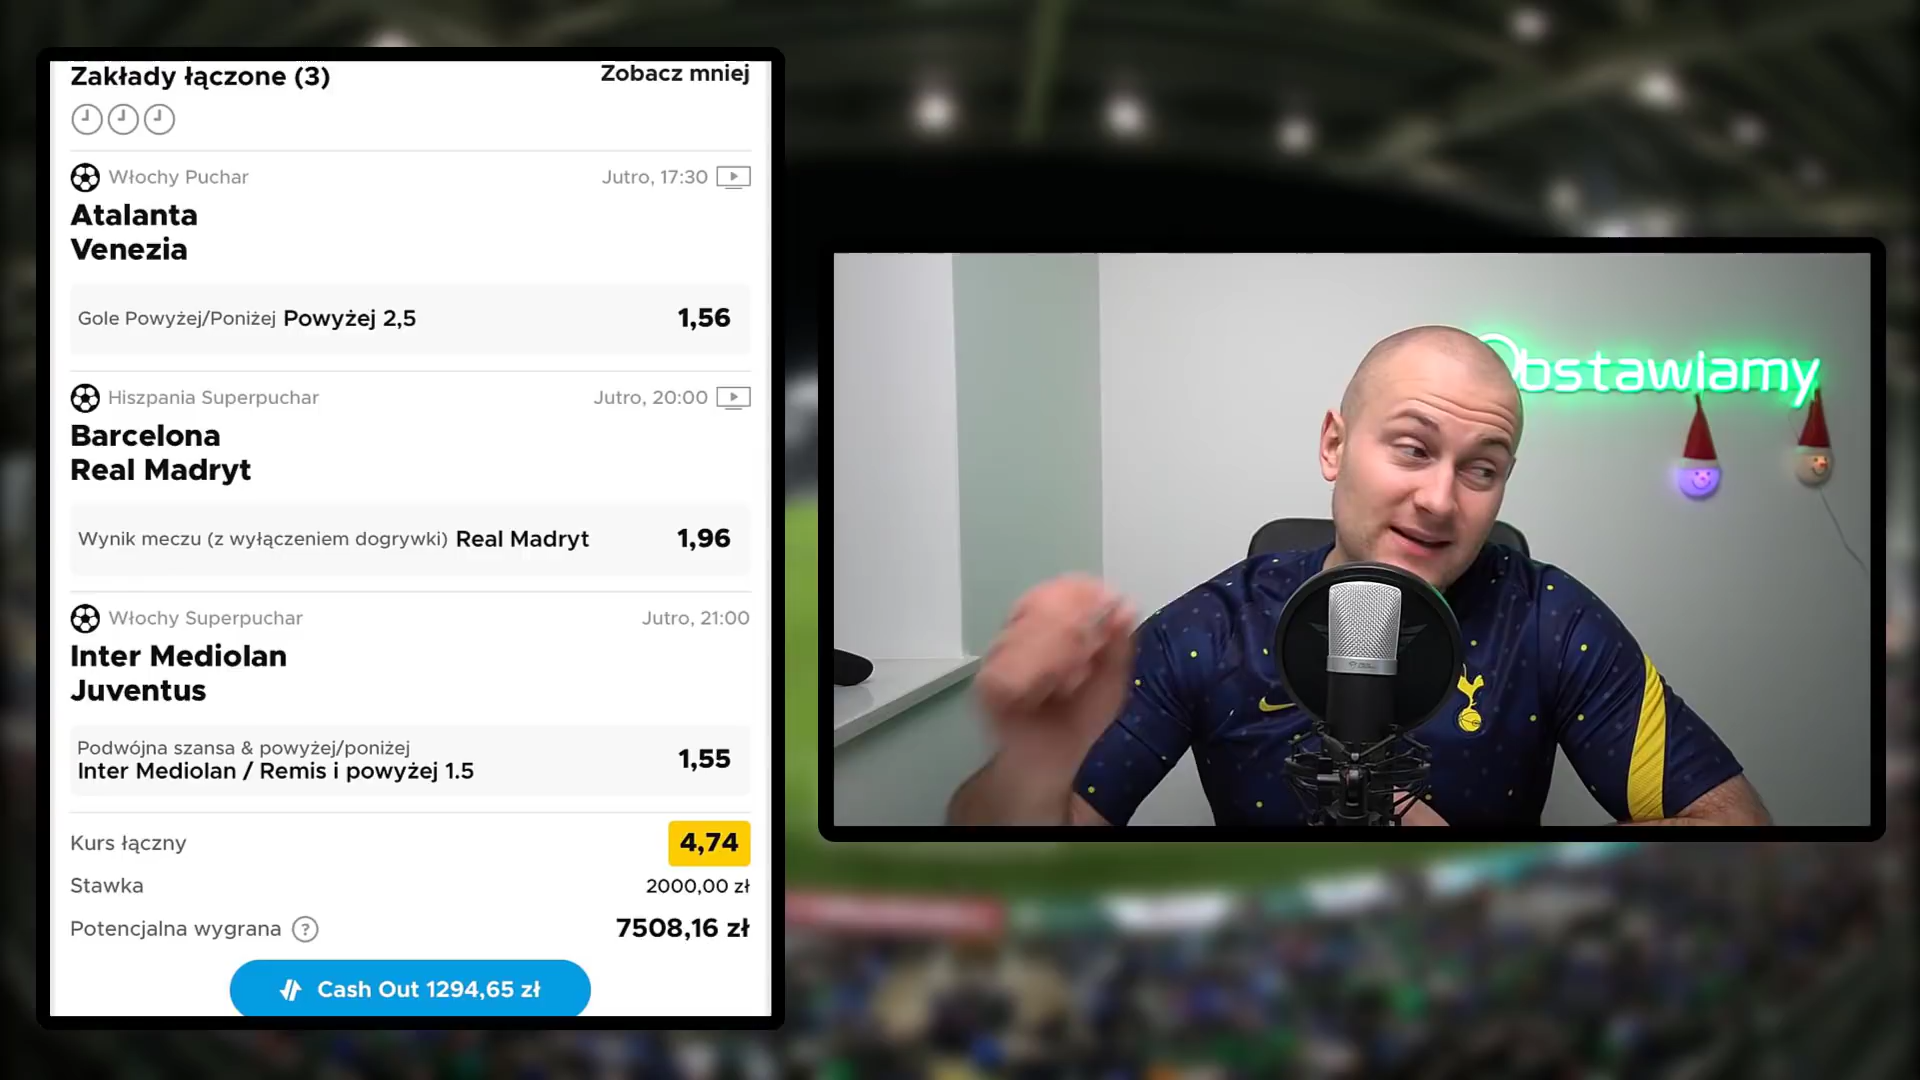 Zakłady łączone (3)
Zobacz mniej
Włochy Puchar
Jutro, 17:30
Atalanta
Venezia
Gole Powyżej/Poniżej Powyżej 2,5
1,56
Hiszpania Superpuchar
Jutro, 20:00
Barcelona
Real Madryt
Wynik meczu (z wyłączeniem dogrywki) Real Madryt
1,96
Włochy Superpuchar
Jutro, 21:00
Inter Mediolan
Juventus
Podwójna szansa & powyżej/poniżej
Inter Mediolan / Remis i powyżej 1.5
1,55
Kurs łączny
4,74
Stawka
2000,00 zł
Potencjalna wygrana ?
7508,16 zł
Cash Out 1294,65 zł
Obstawiamy